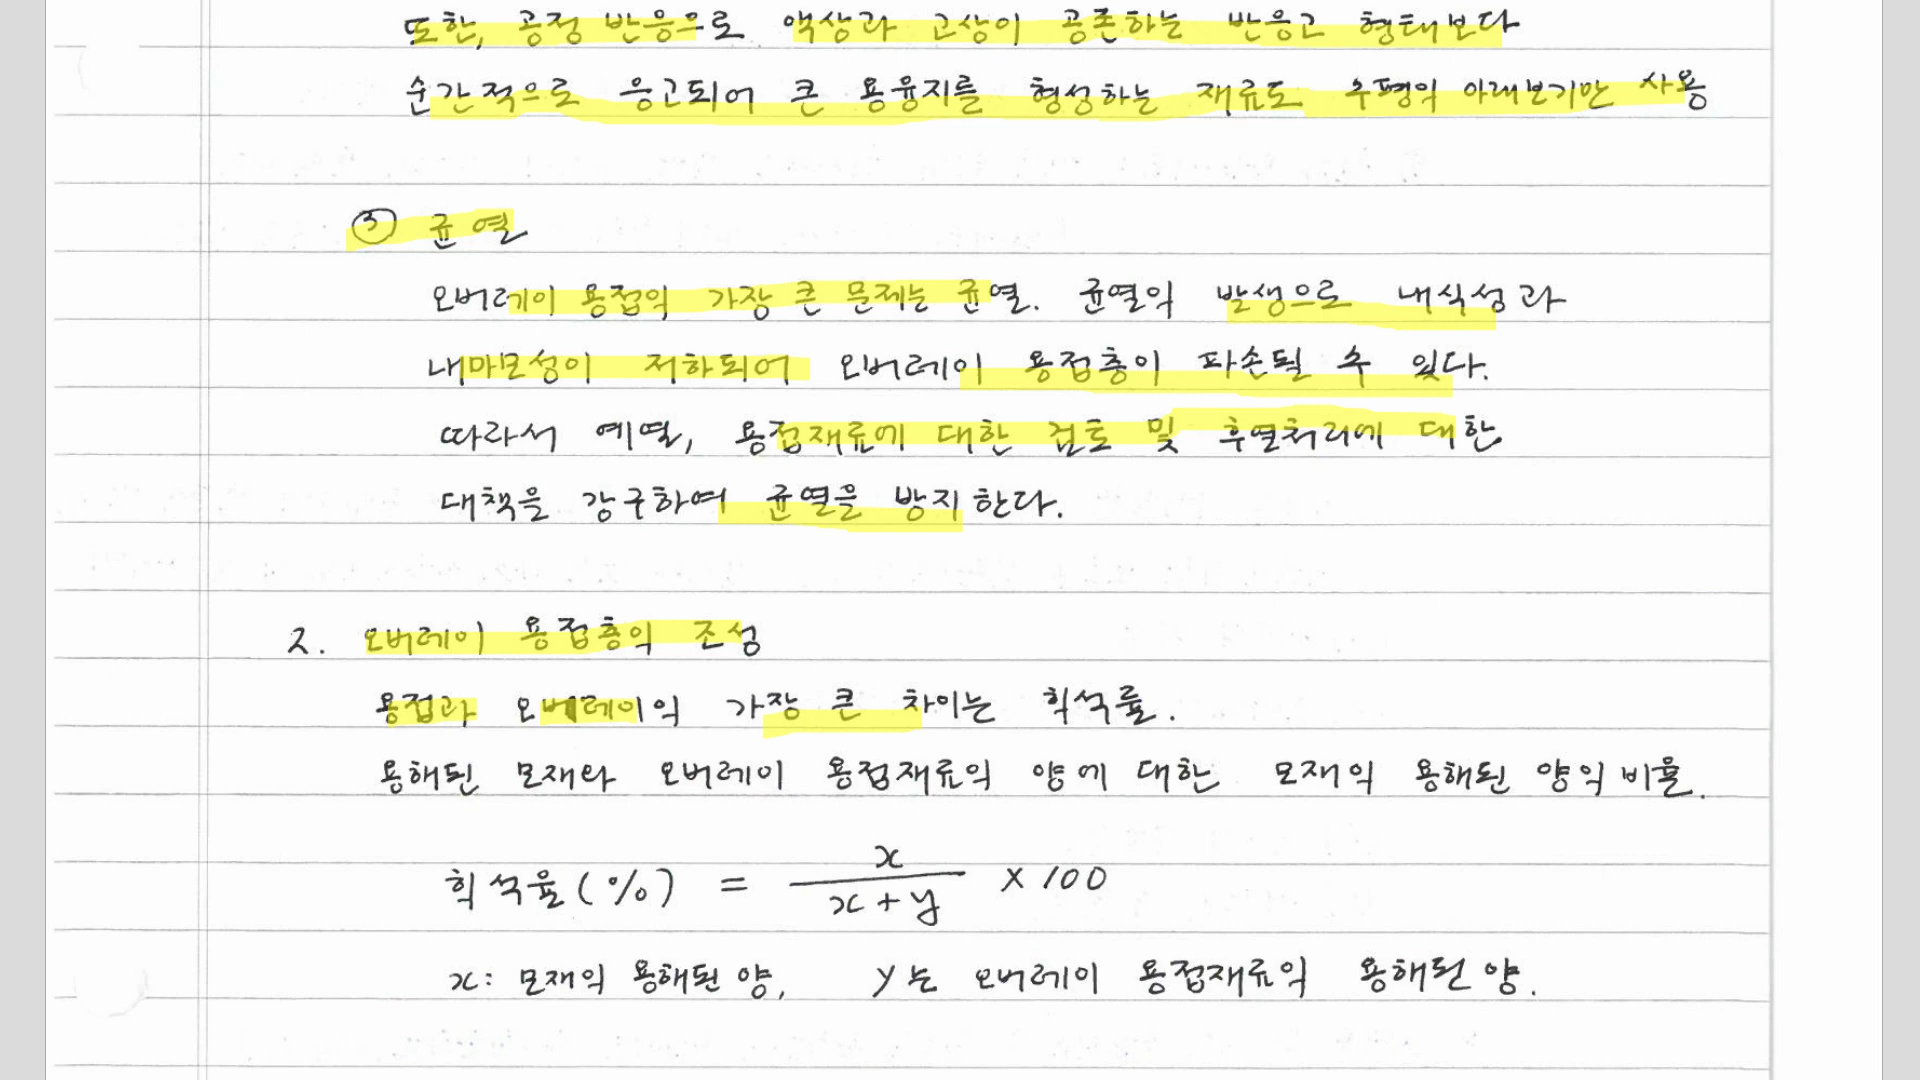 또한, 공정 반응으로 액상과 고상이 공존하는 반응고 형태보다
순간적으로 응고되어 큰 용융지를 형성하는 재료도 수평의 아래보기만 사용
③ 균열
오버레이 용접의 가장 큰 문제는 균열. 균열의 발생으로 내식성과
내마모성이 저하되어 오버레이 용접층이 파손될 수 있다.
따라서 예열, 용접재료에 대한 검토 및 후열처리에 대한
대책을 강구하여 균열을 방지한다.
2. 오버레이 용접층의 조성
용접과 오버레이의 가장 큰 차이는 희석률.
용해된 모재와 오버레이 용접재료의 양에 대한 모재의 용해된 양의 비율.
희석율(%) = x / (x+y) × 100
x: 모재의 용해된 양, y는 오버레이 용접재료의 용해된 양.